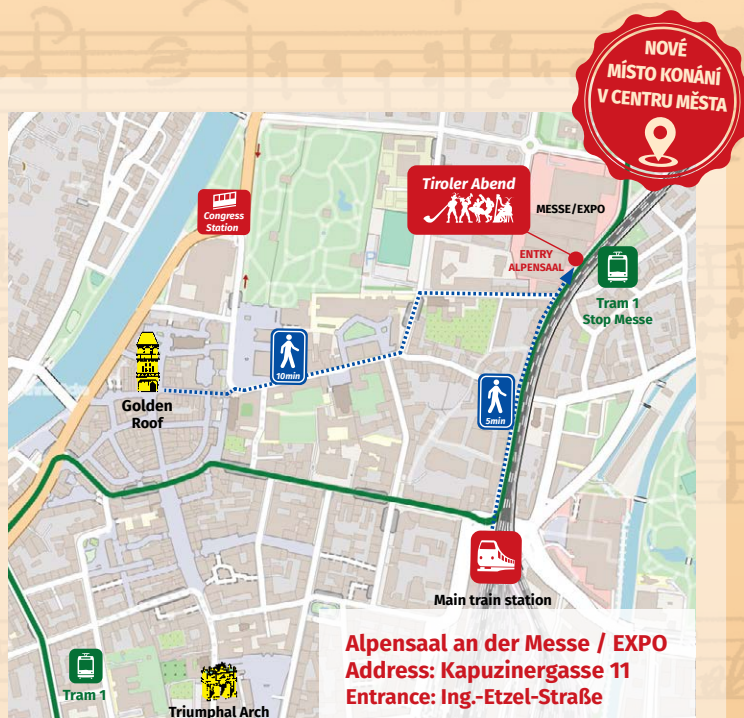 NOVÉ
MÍSTO KONÁNÍ
V CENTRU MĚSTA
Congress
Station
Tiroler Abend
MESSE/EXPO
ENTRY
ALPENSAAL
Tram 1
Stop Messe
10min
Golden
Roof
5min
Main train station
Alpensaal an der Messe / EXPO
Address: Kapuzinergasse 11
Entrance: Ing.-Etzel-Straße
Tram 1
Triumphal Arch